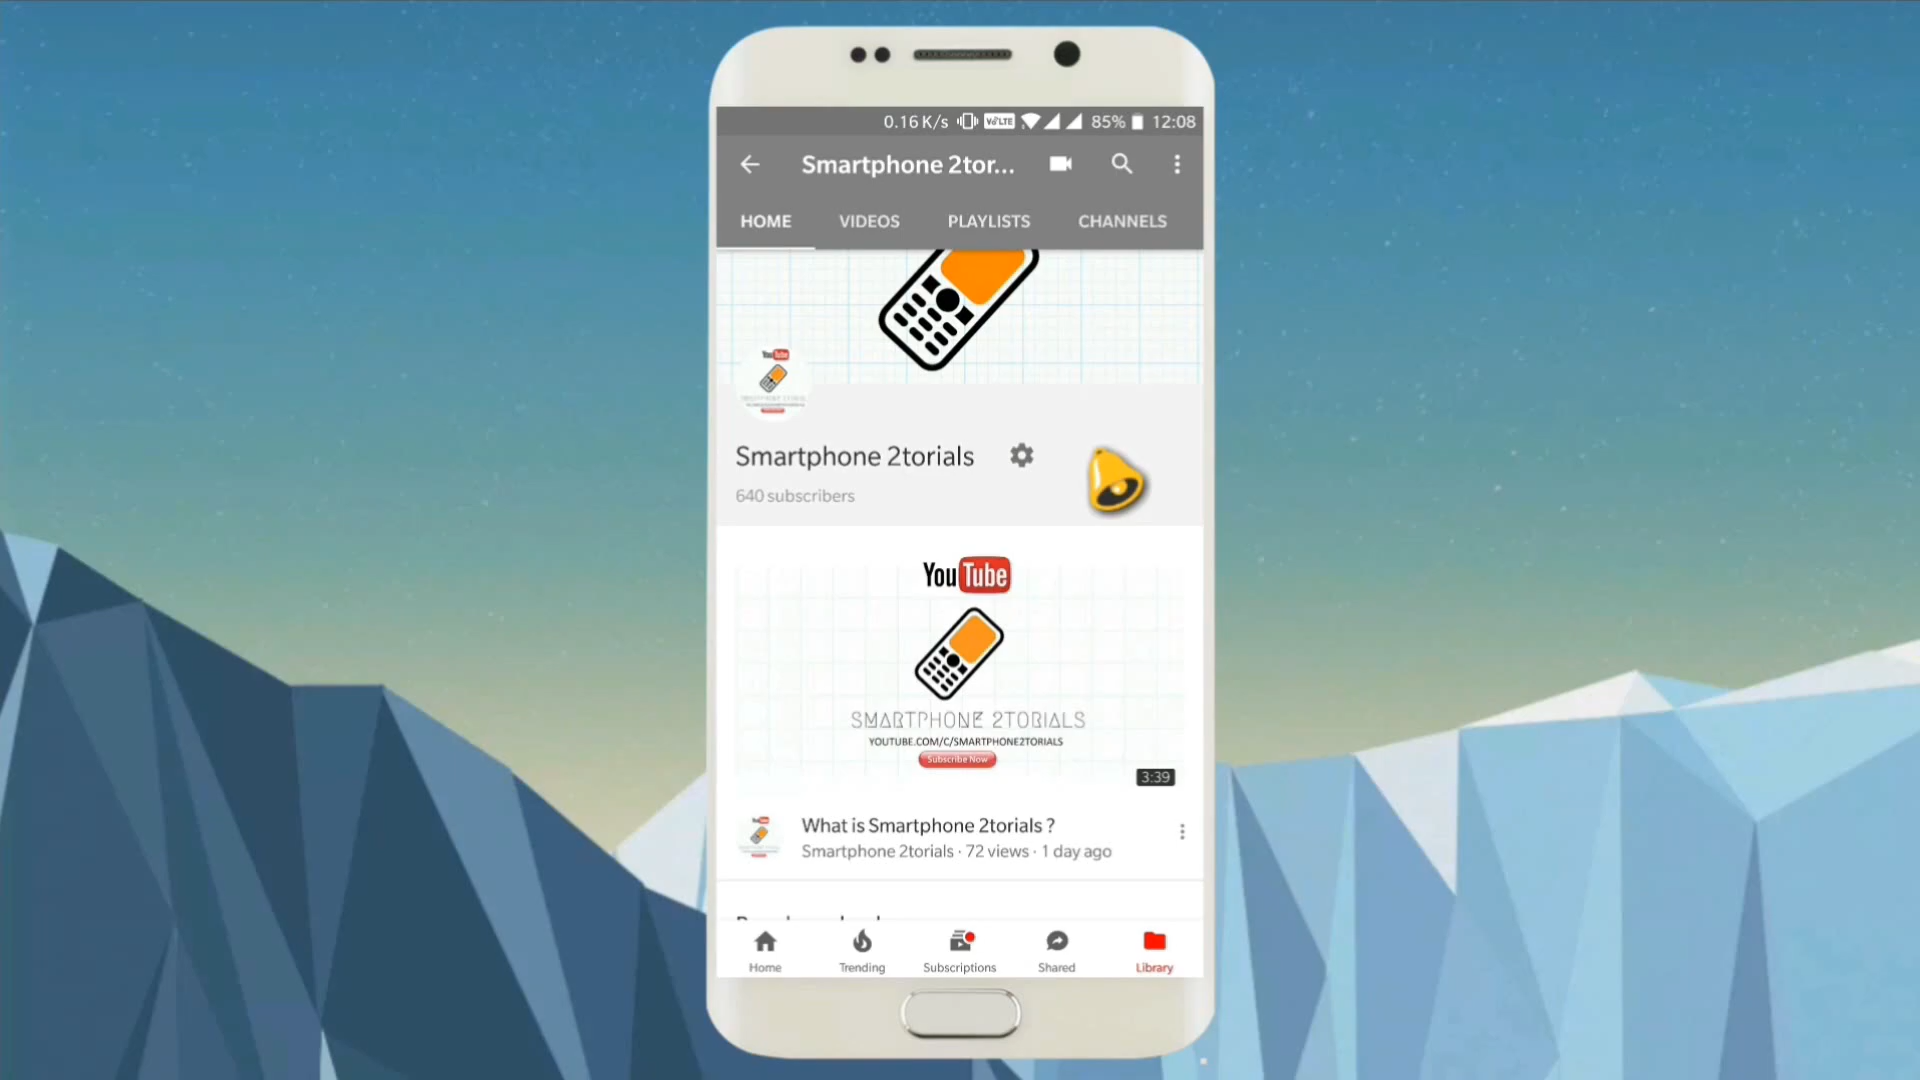 0.16 K/s VoLTE 85% 12:08
Smartphone 2tor...
HOME VIDEOS PLAYLISTS CHANNELS
YouTube
Smartphone 2torials
640 subscribers
YouTube
SMARTPHONE 2TORIALS
YOUTUBE.COM/C/SMARTPHONE2TORIALS
Subscribe Now
3:39
What is Smartphone 2torials ?
Smartphone 2torials · 72 views · 1 day ago
Home Trending Subscriptions Shared Library